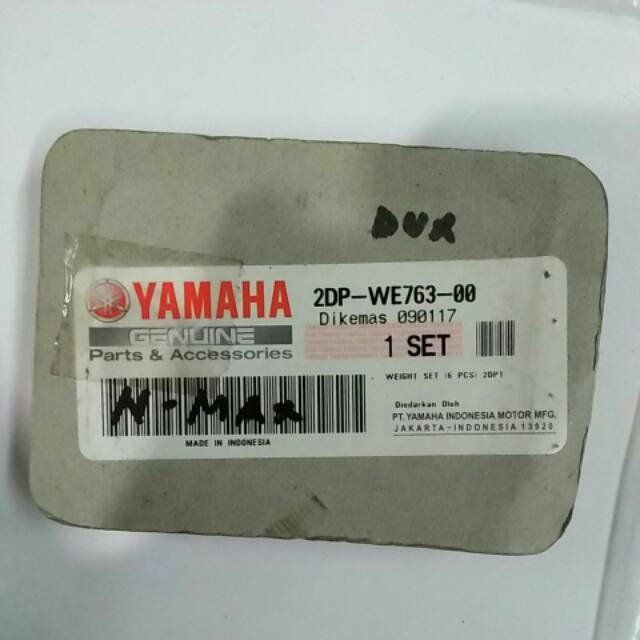 DUX
YAMAHA
GENUINE
Parts & Accessories
2DP-WE763-00
Dikemas 090117
1 SET
WEIGHT SET (6 PCS) 2DP1
N-MAX
MADE IN INDONESIA
Diedarkan Oleh
PT. YAMAHA INDONESIA MOTOR MFG.
JAKARTA-INDONESIA 13920